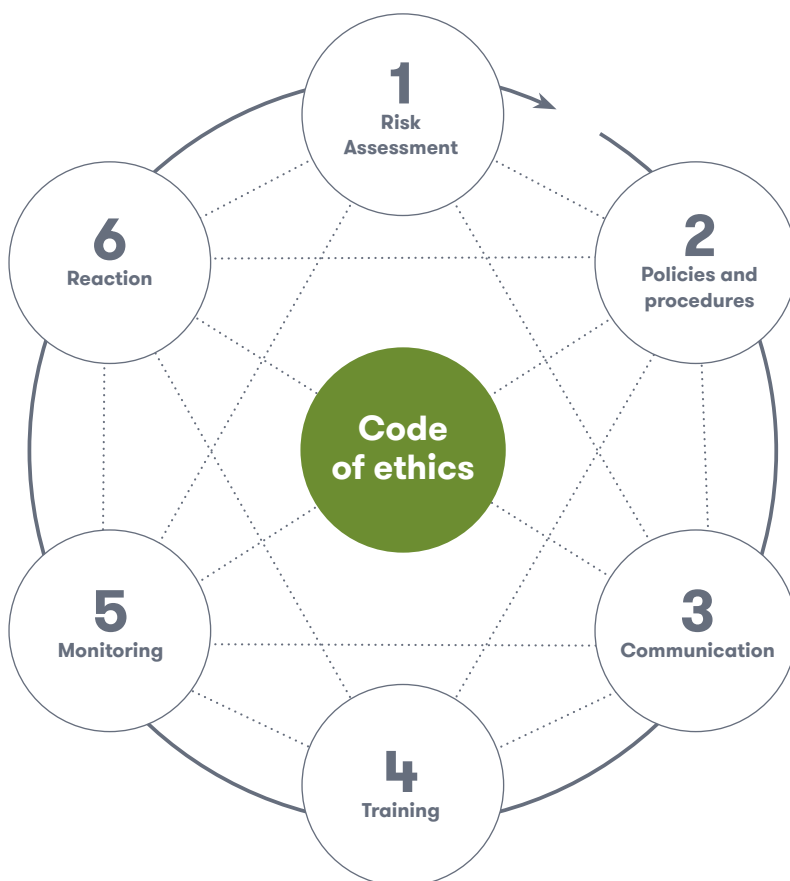 1
Risk
Assessment
2
Policies and
procedures
3
Communication
4
Training
5
Monitoring
6
Reaction
Code
of ethics